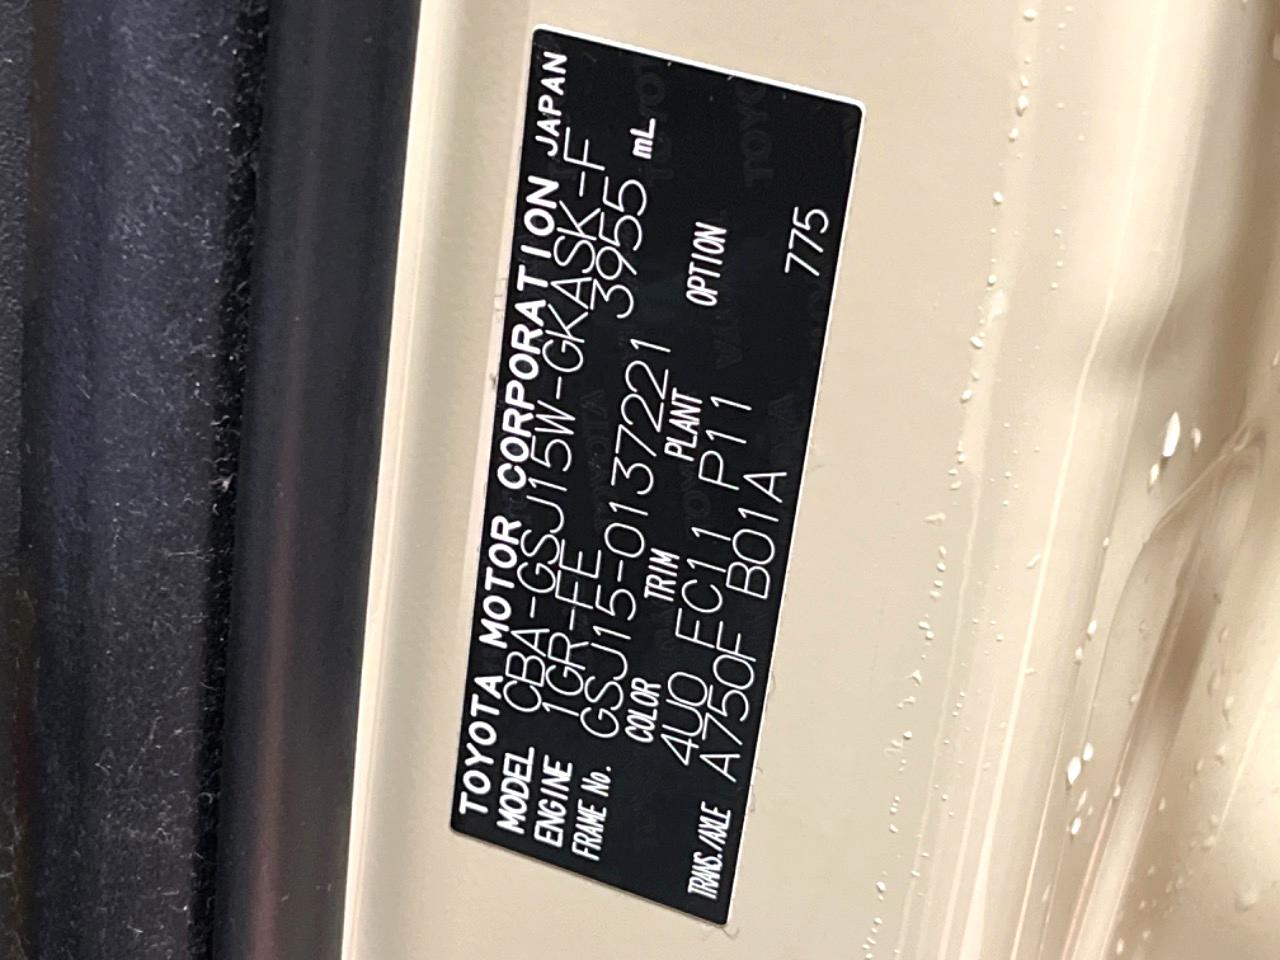 TOYOTA MOTOR CORPORATION JAPAN
MODEL CBA-GSJ15W-GKASK-F
ENGINE 1GR-FE 3955 mL
FRAME No. GSJ15-0137221
COLOR TRIM PLANT OPTION
4U0 FC11 P11
TRANS./AXLE A750F B01A 775